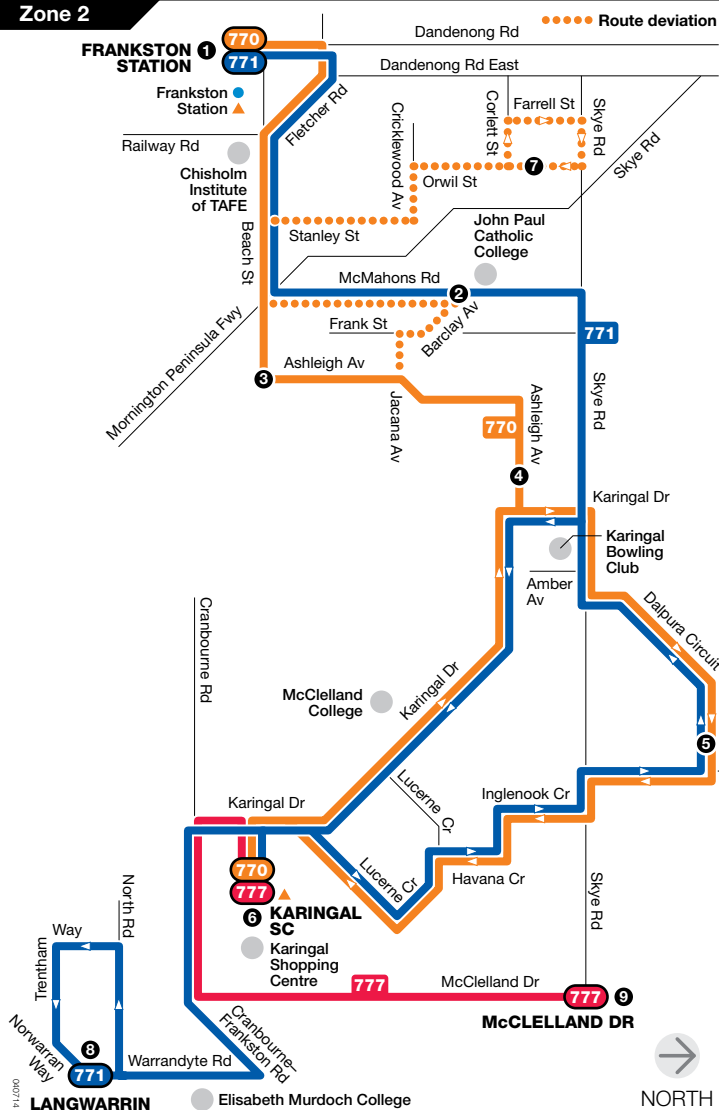 Zone 2
Route deviation
770
771
FRANKSTON
STATION
1
Frankston
Station
Dandenong Rd
Dandenong Rd East
Fletcher Rd
Railway Rd
Chisholm
Institute
of TAFE
Cricklewood Av
Corlett St
Farrell St
Skye Rd
Skye Rd
7
Orwil St
Stanley St
Beach St
John Paul
Catholic
College
McMahons Rd
2
771
Mornington Peninsula Fwy
Frank St
Barclay Av
3
Ashleigh Av
Jacana Av
Ashleigh Av
770
4
Skye Rd
Karingal Dr
Karingal
Bowling
Club
Amber
Av
Dalpura Circuit
Cranbourne Rd
McClelland
College
Karingal Dr
5
Lucerne Cr
Inglenook Cr
Karingal Dr
Lucerne Cr
Havana Cr
770
777
6
KARINGAL
SC
Karingal
Shopping
Centre
Skye Rd
North Rd
Way
Trentham
777
McClelland Dr
777
9
McCLELLAND DR
Norwarran
Way
8
771
Warrandyte Rd
Cranbourne–
Frankston Rd
LANGWARRIN
Elisabeth Murdoch College
NORTH
040714